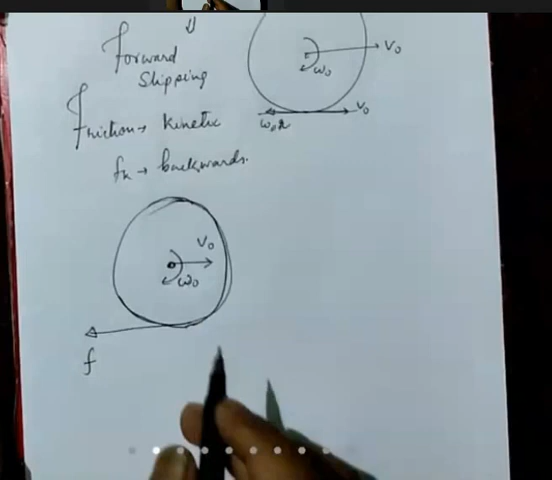 ⇓
Forward
Slipping
V₀
ω₀
V₀
ω₀r
Friction → Kinetic
fk → backwards.
V₀
ω₀
f